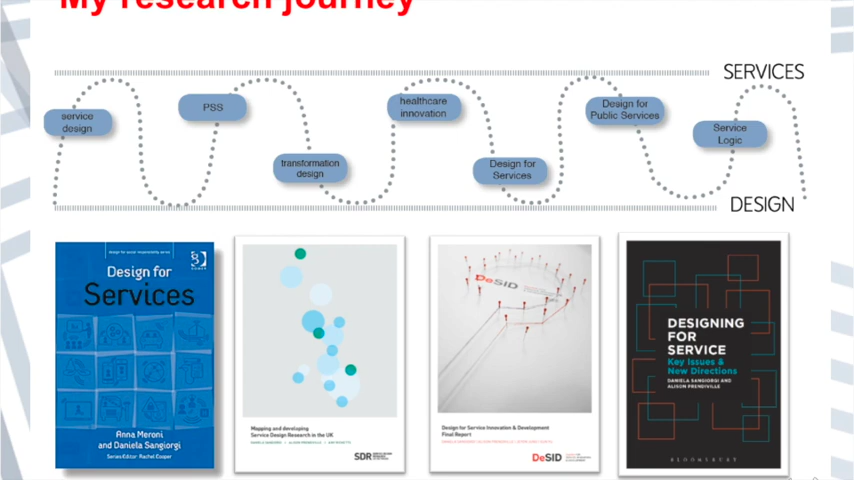 My research journey
SERVICES
service
design
PSS
transformation
design
healthcare
innovation
Design for
Services
Design for
Public Services
Service
Logic
DESIGN
Design for
Services
Anna Meroni
and Daniela Sangiorgi
Series Editor Rachel Cooper
Mapping and developing
Service Design Research in the UK
SDR
DeSID
Design for Service Innovation & Development
Final Report
DeSID
DESIGNING
FOR
SERVICE
Key Issues &
New Directions
DANIELA SANGIORGI AND
ALISON PRENDIVILLE
BLOOMSBURY